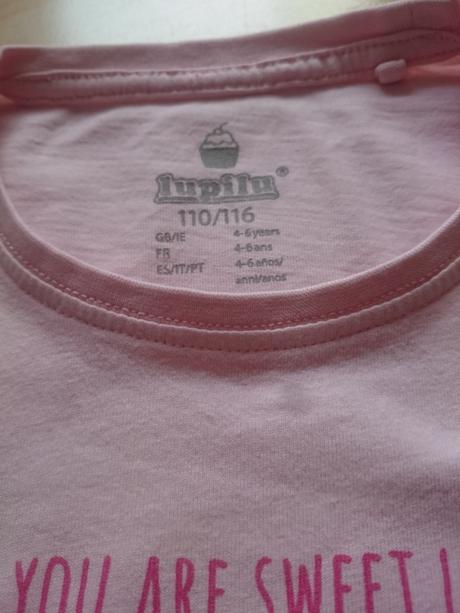 lupilu®
110/116
GB/IE 4-6 years
FR 4-6 ans
ES/IT/PT 4-6 años/
anni/anos
YOU ARE SWEET